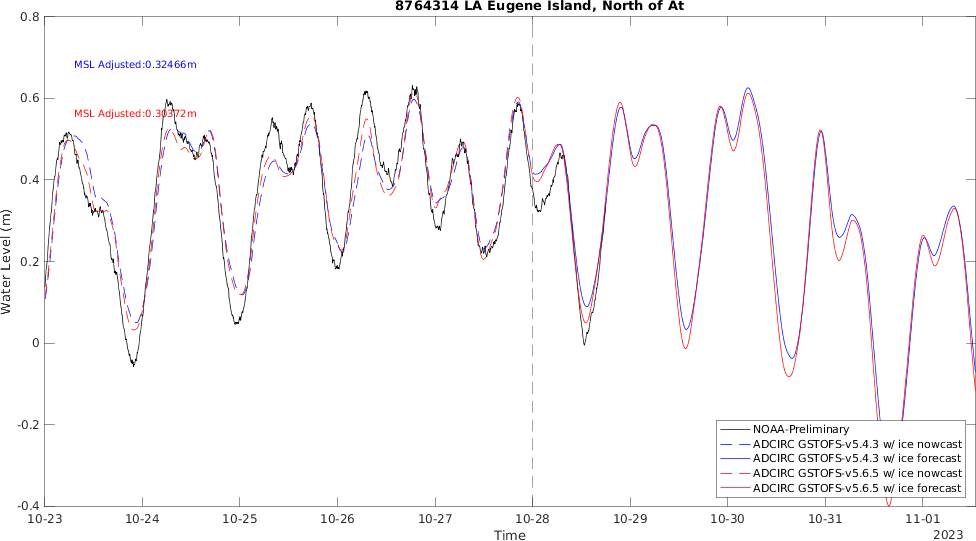 8764314 LA Eugene Island, North of At
MSL Adjusted:0.32466m
MSL Adjusted:0.30372m
Water Level (m)
0.8
0.6
0.4
0.2
0
-0.2
-0.4
NOAA-Preliminary
ADCIRC GSTOFS-v5.4.3 w/ ice nowcast
ADCIRC GSTOFS-v5.4.3 w/ ice forecast
ADCIRC GSTOFS-v5.6.5 w/ ice nowcast
ADCIRC GSTOFS-v5.6.5 w/ ice forecast
10-23 10-24 10-25 10-26 10-27 10-28 10-29 10-30 10-31 11-01
Time
2023